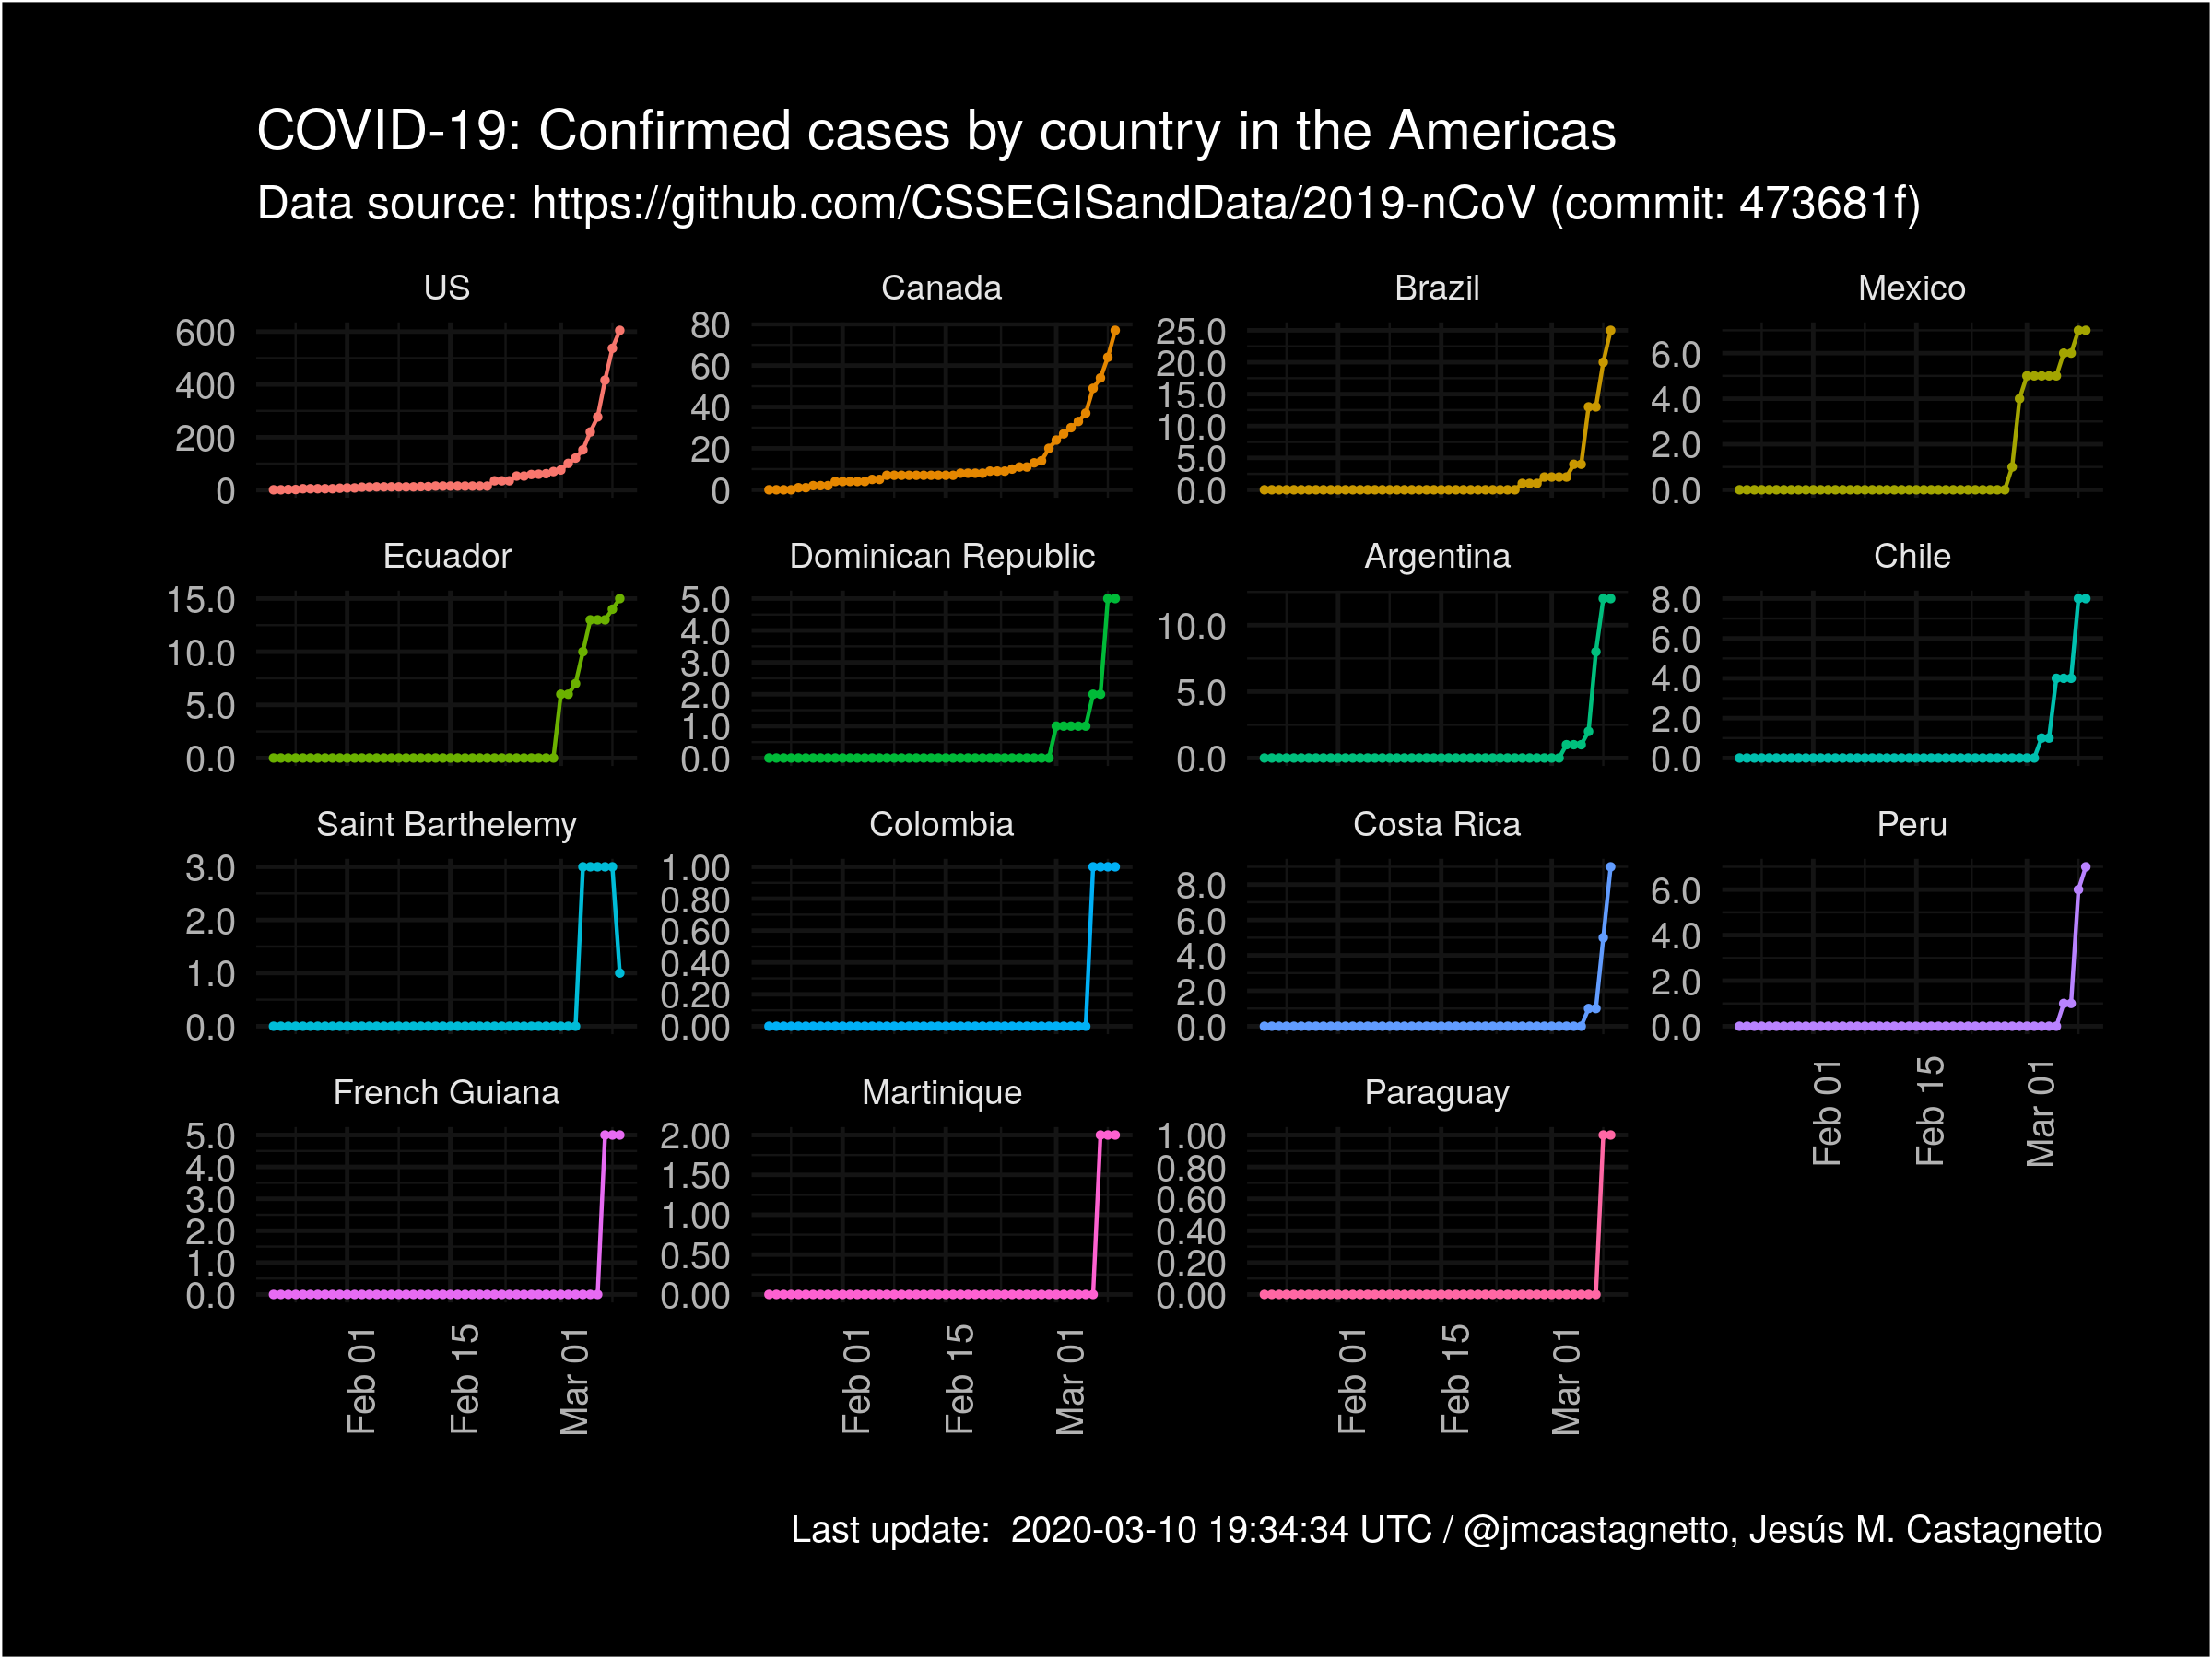 COVID-19: Confirmed cases by country in the Americas
Data source: https://github.com/CSSEGISandData/2019-nCoV (commit: 473681f)
US
600
400
200
0
Canada
80
60
40
20
0
Brazil
25.0
20.0
15.0
10.0
5.0
0.0
Mexico
6.0
4.0
2.0
0.0
Ecuador
15.0
10.0
5.0
0.0
Dominican Republic
5.0
4.0
3.0
2.0
1.0
0.0
Argentina
10.0
5.0
0.0
Chile
8.0
6.0
4.0
2.0
0.0
Saint Barthelemy
3.0
2.0
1.0
0.0
Colombia
1.00
0.80
0.60
0.40
0.20
0.00
Costa Rica
8.0
6.0
4.0
2.0
0.0
Peru
6.0
4.0
2.0
0.0
Feb 01
Feb 15
Mar 01
French Guiana
5.0
4.0
3.0
2.0
1.0
0.0
Feb 01
Feb 15
Mar 01
Martinique
2.00
1.50
1.00
0.50
0.00
Feb 01
Feb 15
Mar 01
Paraguay
1.00
0.80
0.60
0.40
0.20
0.00
Feb 01
Feb 15
Mar 01
Last update:  2020-03-10 19:34:34 UTC / @jmcastagnetto, Jesús M. Castagnetto